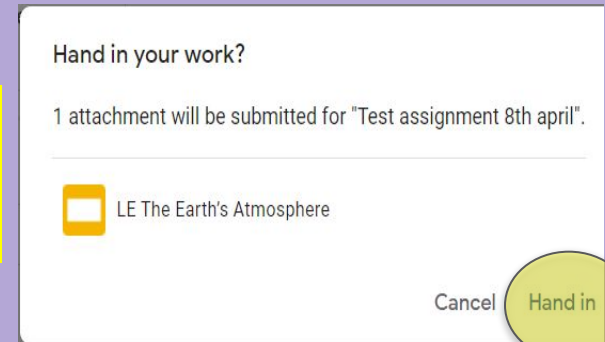 Hand in your work?
1 attachment will be submitted for "Test assignment 8th april".
LE The Earth's Atmosphere
Cancel Hand in